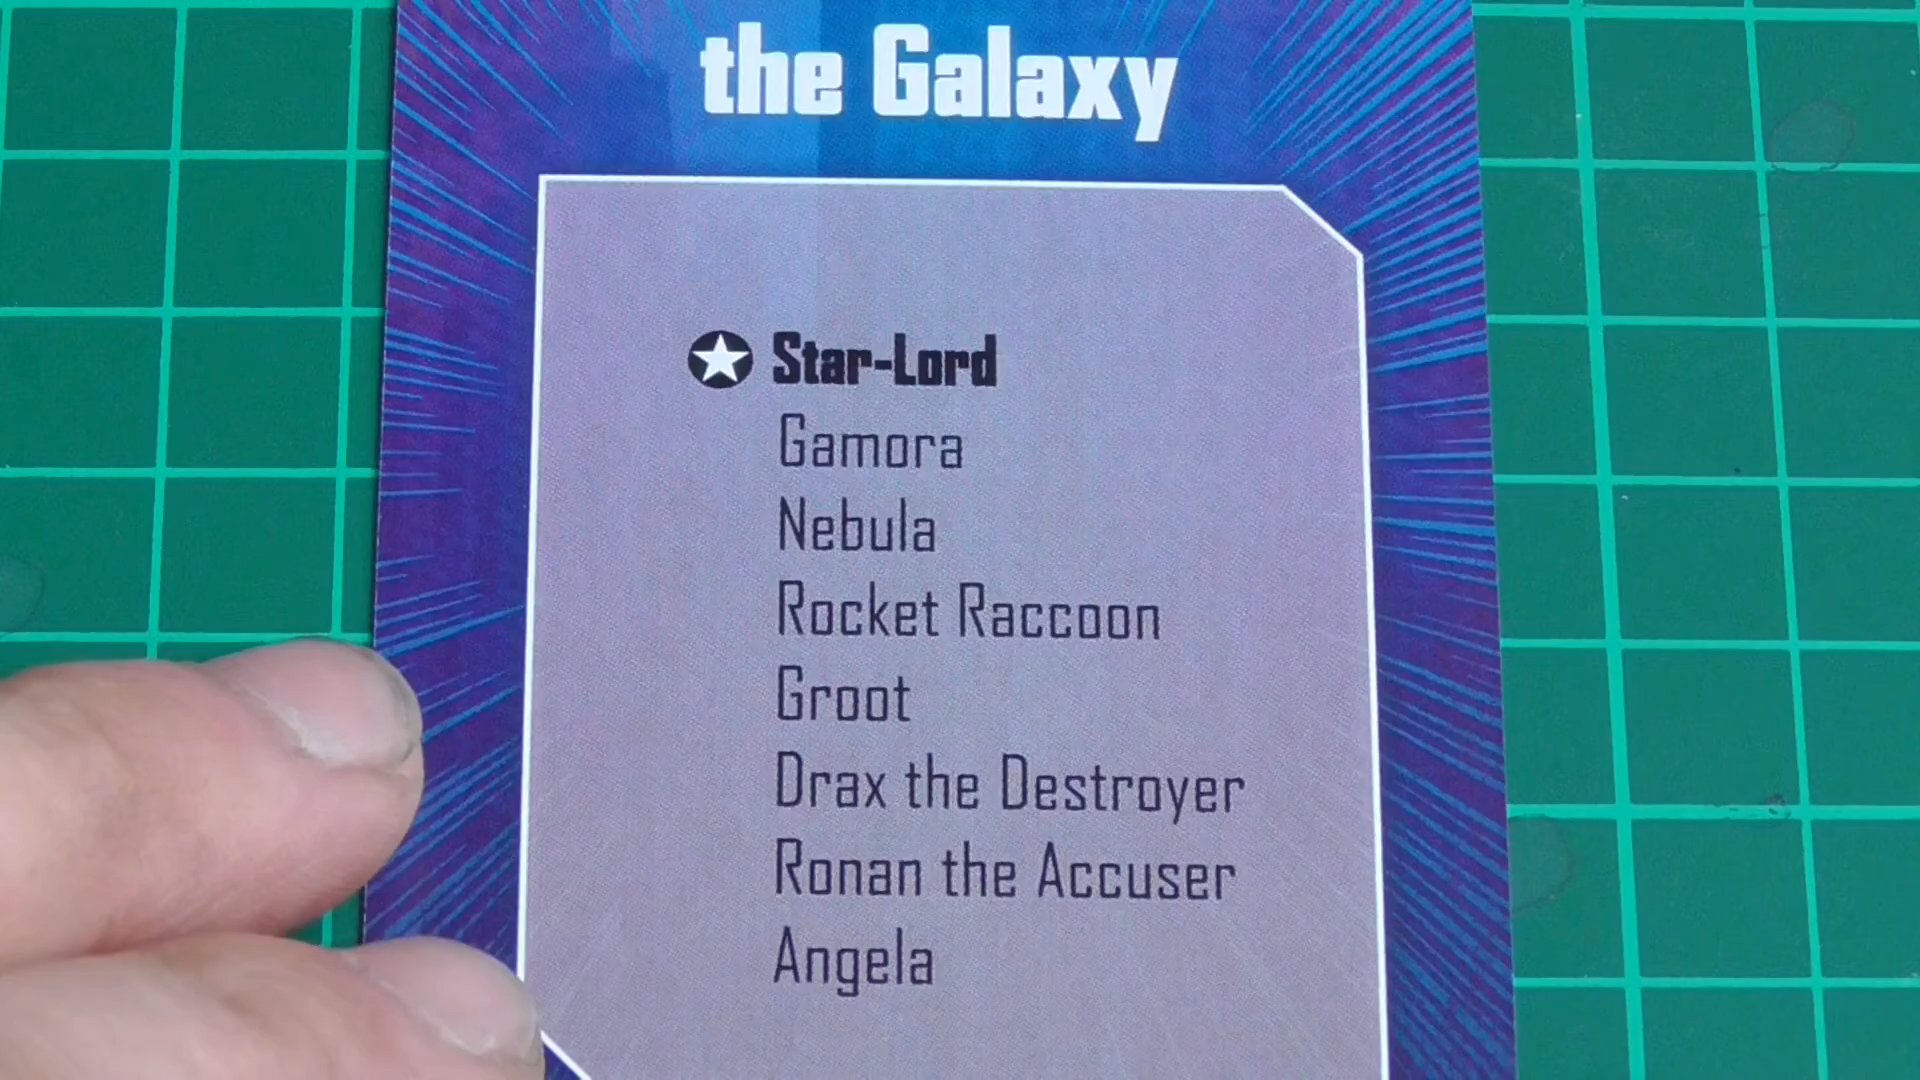 the Galaxy
Star-Lord
Gamora
Nebula
Rocket Raccoon
Groot
Drax the Destroyer
Ronan the Accuser
Angela